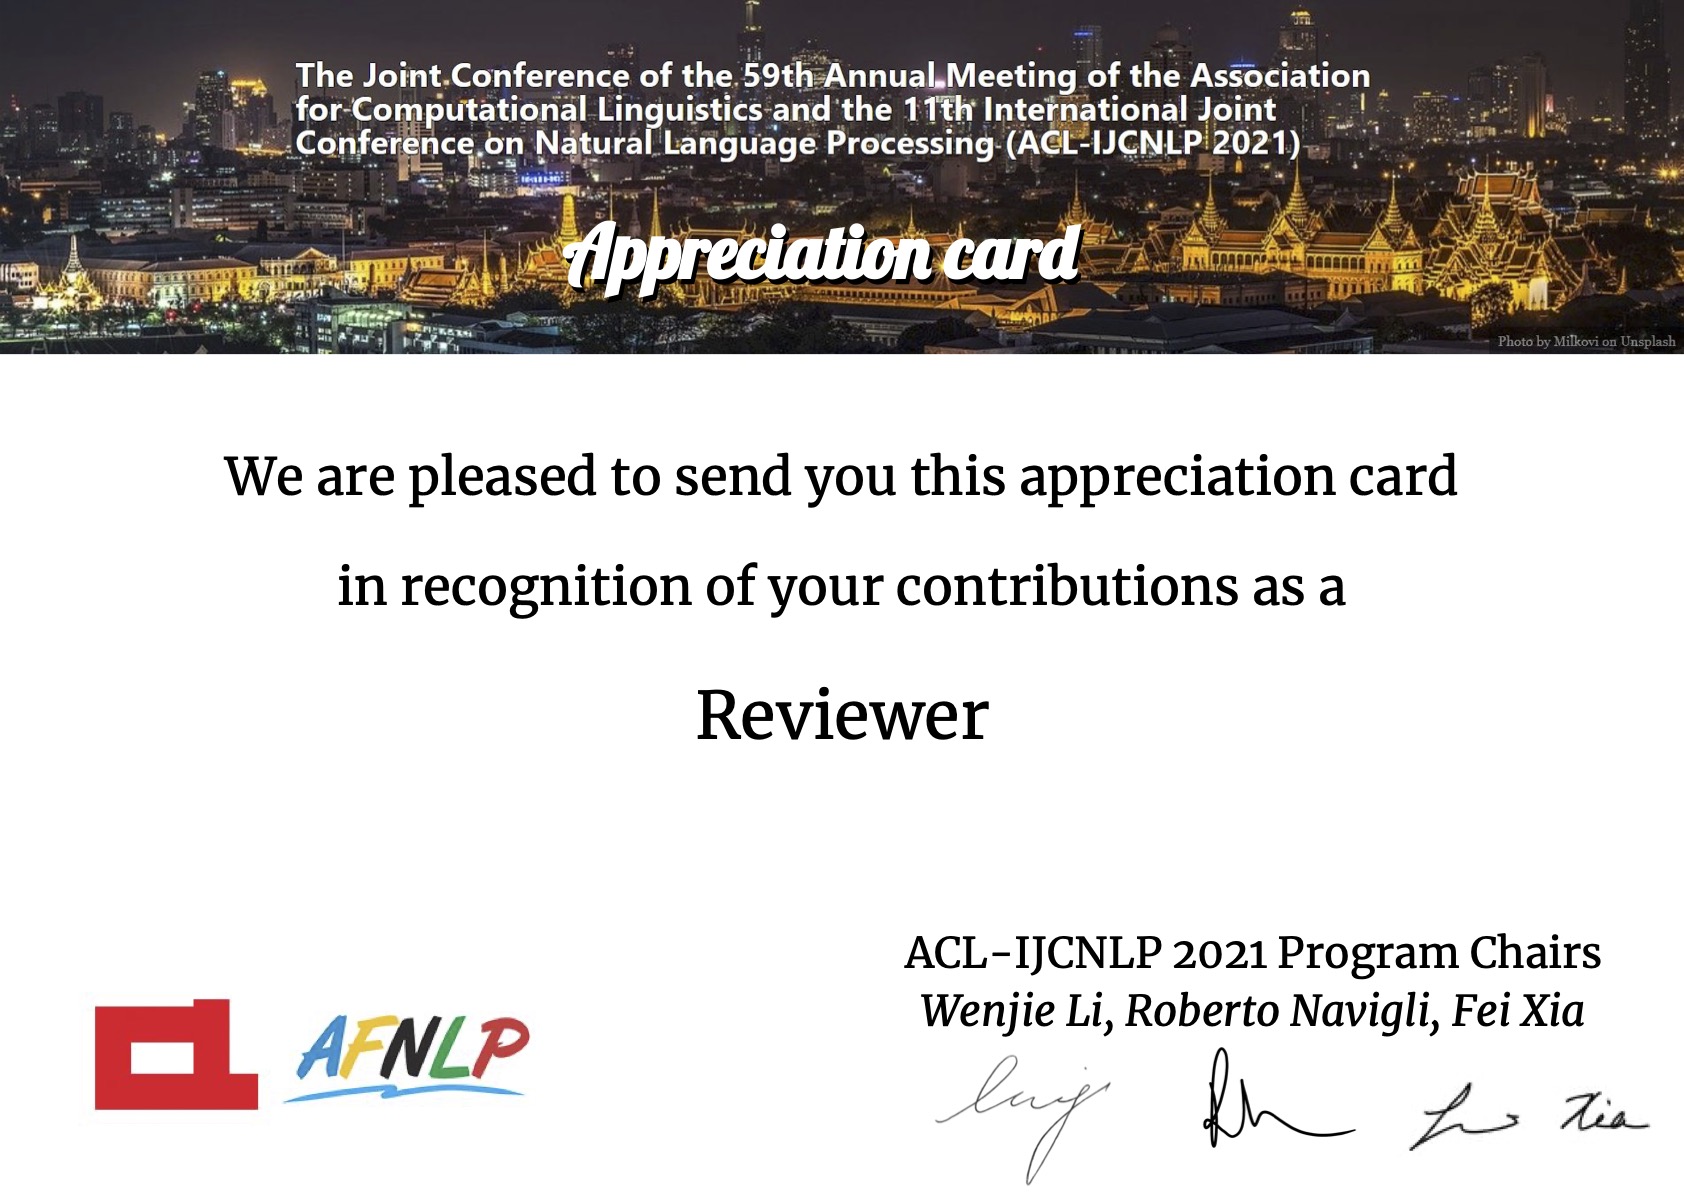 The Joint Conference of the 59th Annual Meeting of the Association
for Computational Linguistics and the 11th International Joint
Conference on Natural Language Processing (ACL-IJCNLP 2021)
Appreciation card
Photo by Milkovi on Unsplash
We are pleased to send you this appreciation card
in recognition of your contributions as a
Reviewer
ACL-IJCNLP 2021 Program Chairs
Wenjie Li, Roberto Navigli, Fei Xia
AFNLP
Xia